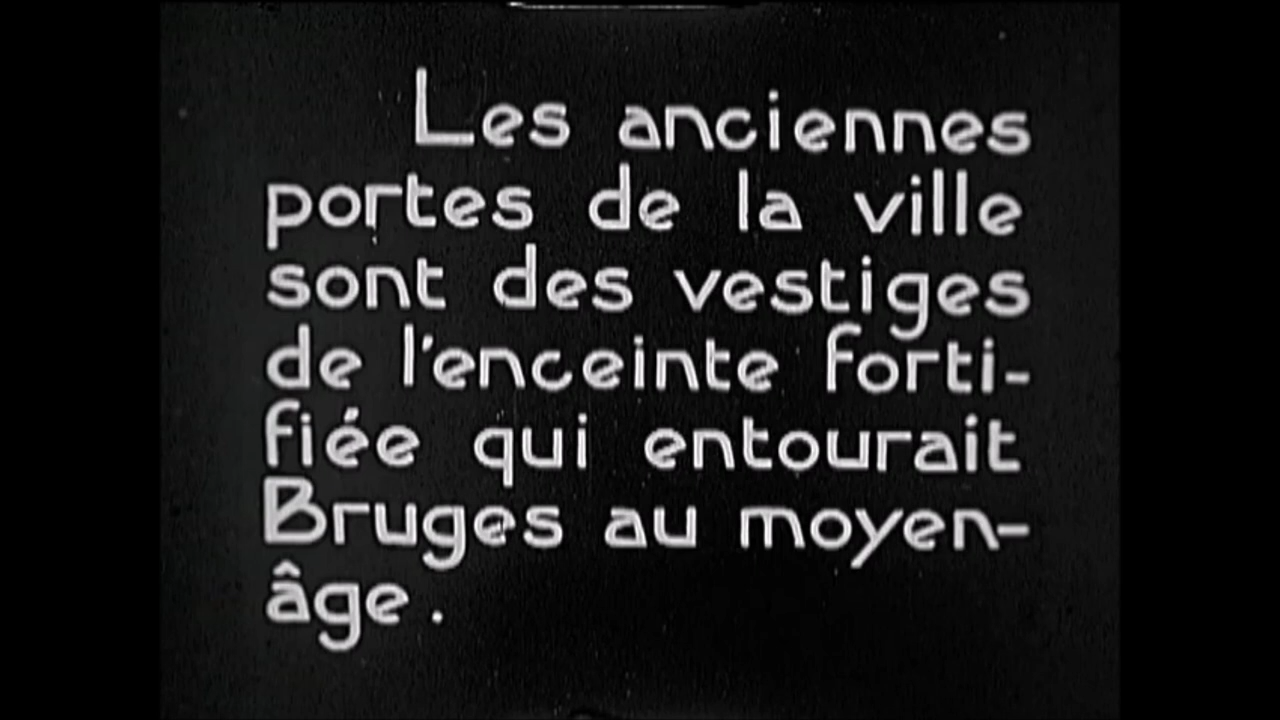 Les anciennes
portes de la ville
sont des vestiges
de l'enceinte forti-
fiée qui entourait
Bruges au moyen-
âge.